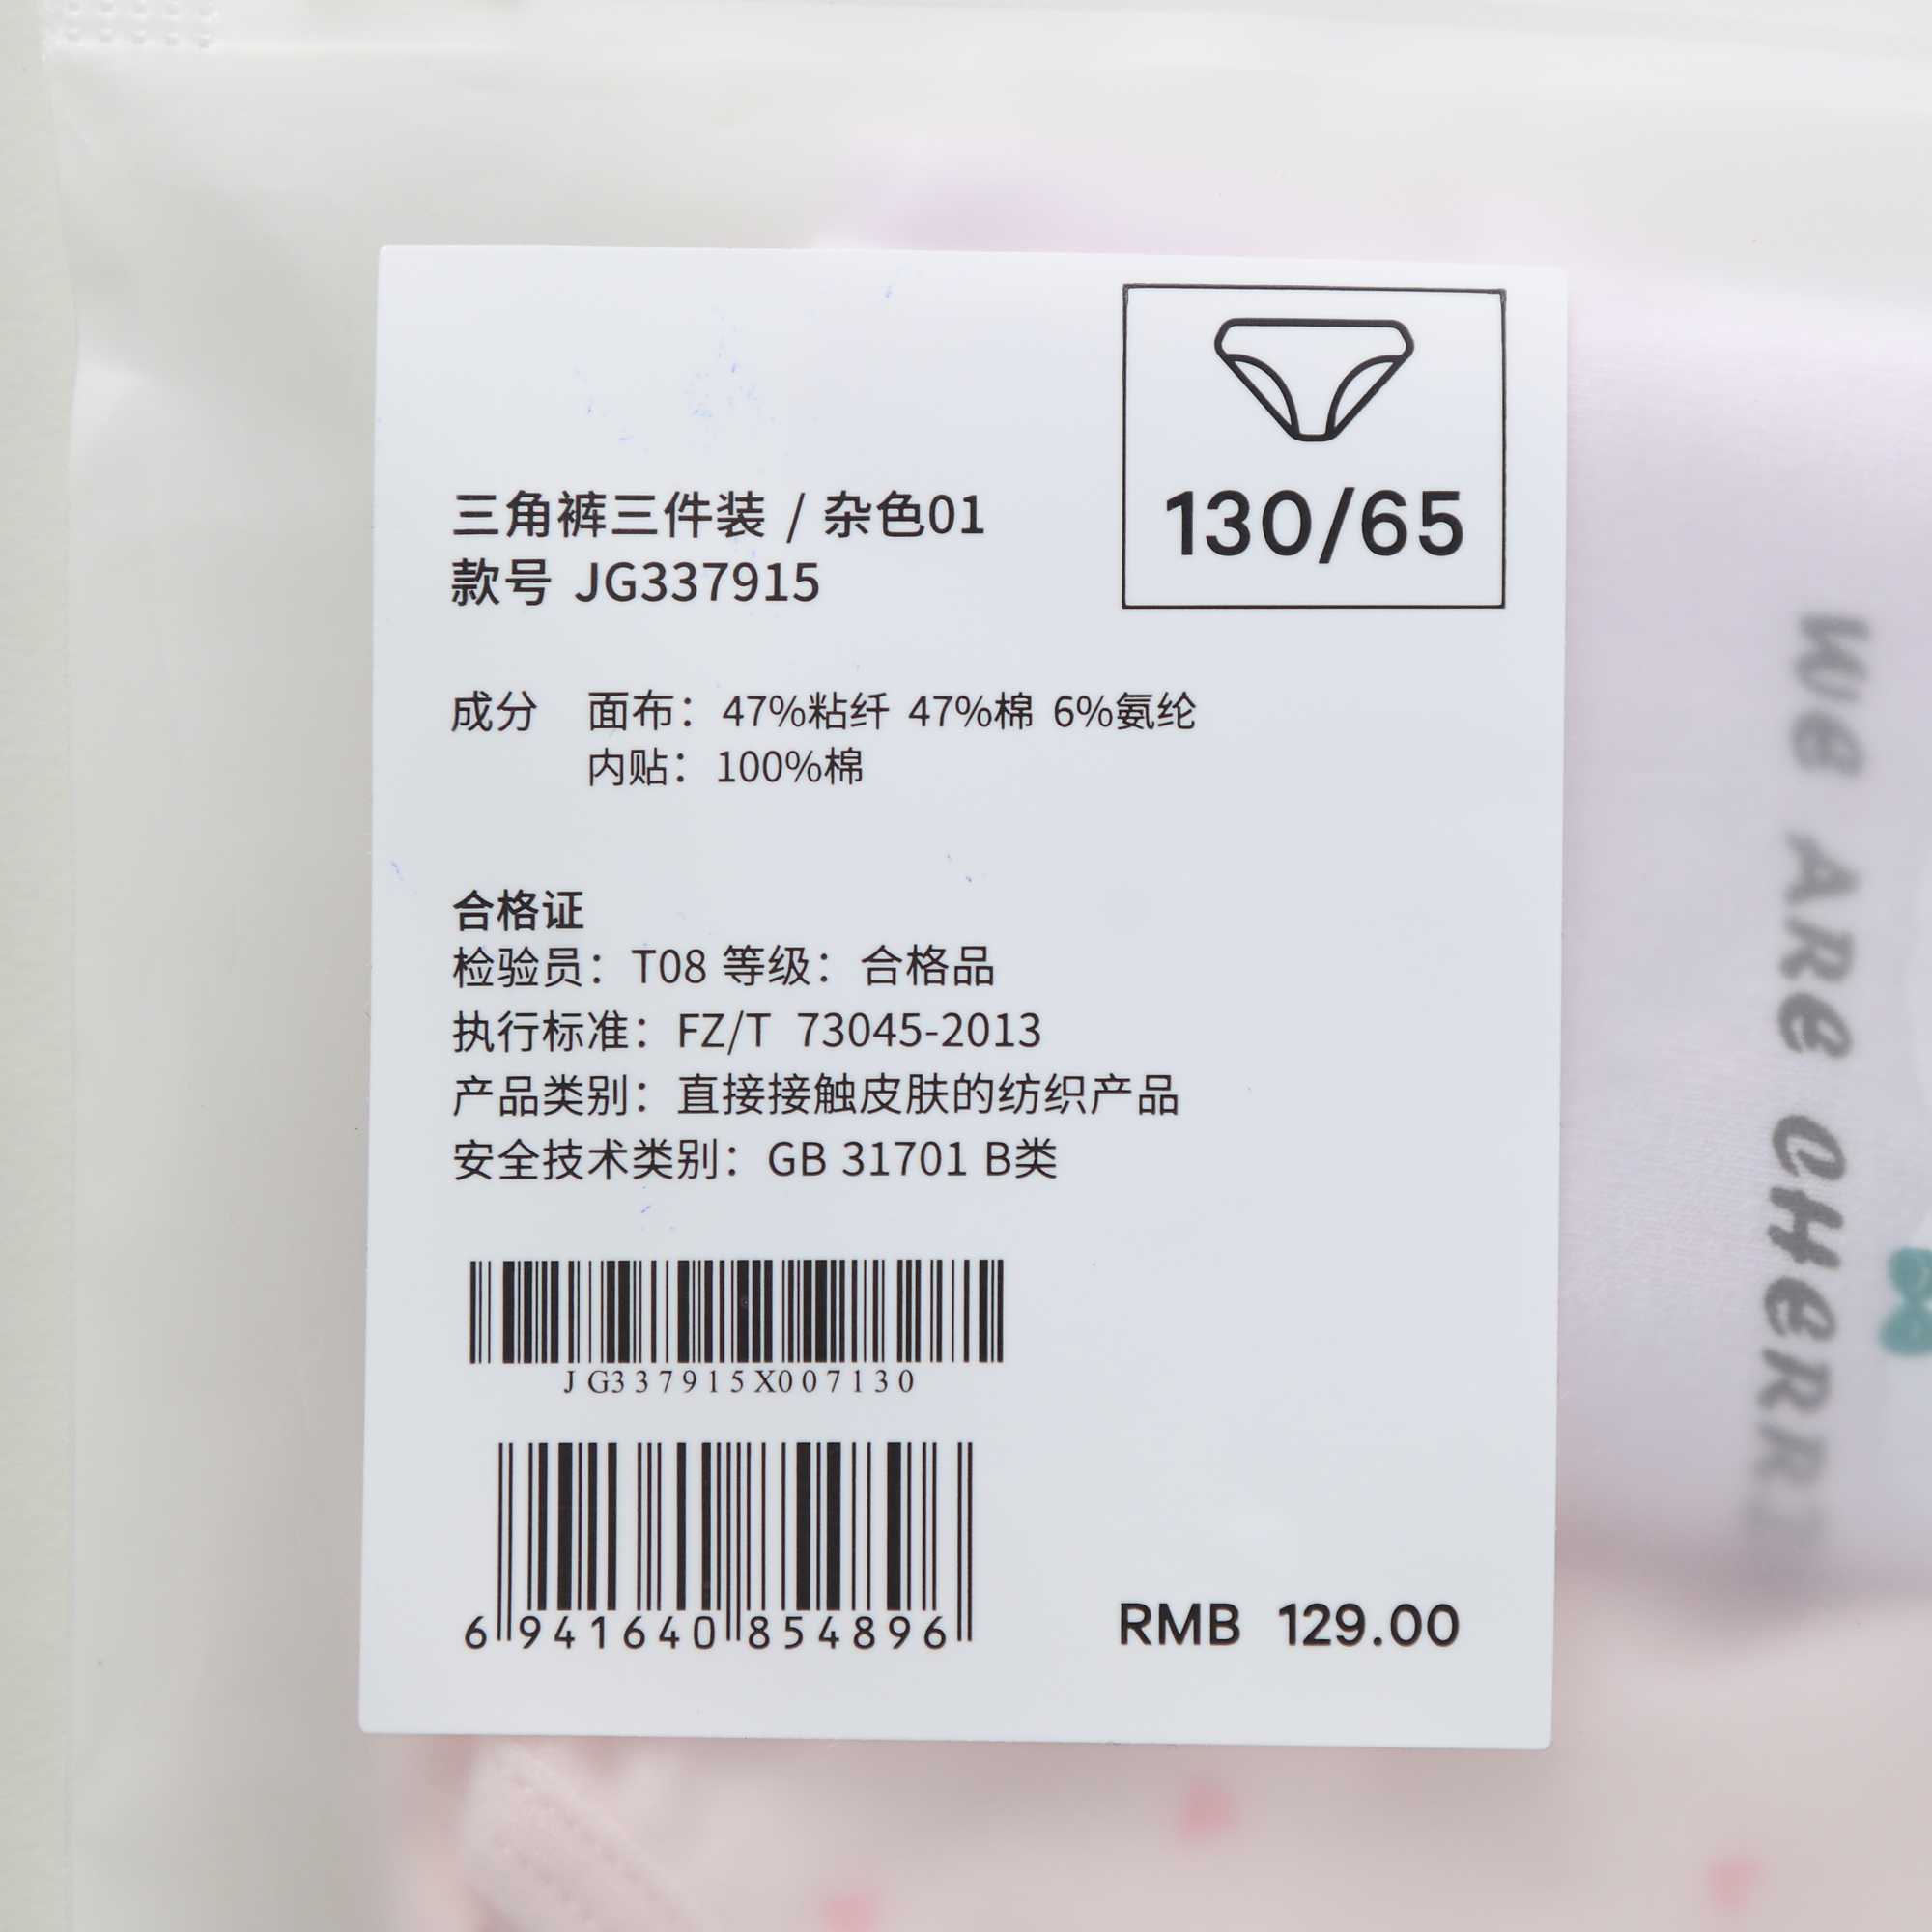 130/65
三角裤三件装 / 杂色01
款号 JG337915
成分 面布：47%粘纤 47%棉 6%氨纶
内贴：100%棉
合格证
检验员：T08 等级：合格品
执行标准：FZ/T 73045-2013
产品类别：直接接触皮肤的纺织产品
安全技术类别：GB 31701 B类
JG337915X007130
6 941640 854896
RMB 129.00
We ARe CHeRRY